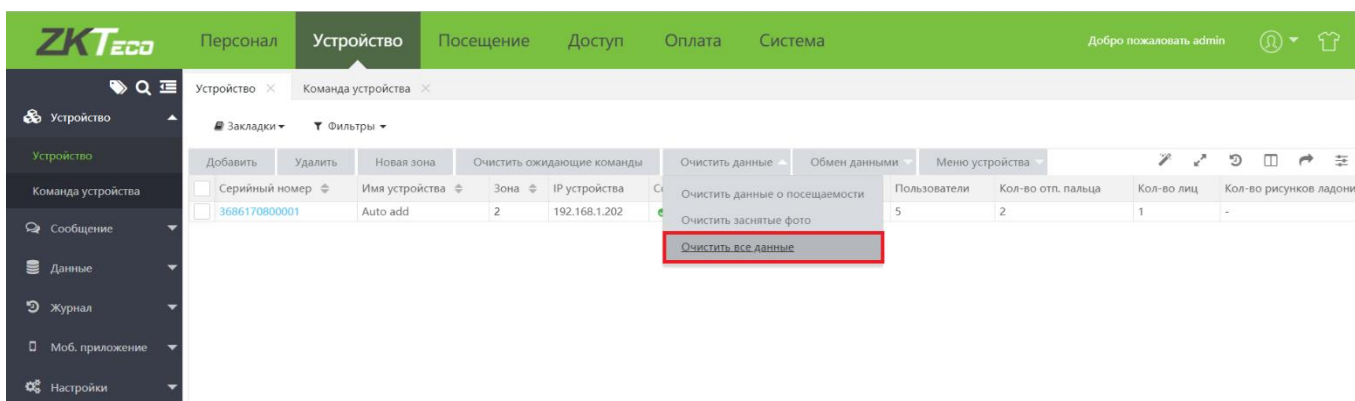 ZKTeco Персонал Устройство Посещение Доступ Оплата Система Добро пожаловать admin
Устройство Команда устройства
Устройство
Закладки Фильтры
Устройство
Добавить Удалить Новая зона Очистить ожидающие команды Очистить данные Обмен данными Меню устройства
Команда устройства
Серийный номер Имя устройства Зона IP устройства Пользователи Кол-во отп. пальца Кол-во лиц Кол-во рисунков ладони
Очистить данные о посещаемости
3686170800001 Auto add 2 192.168.1.202 5 2 1 -
Очистить заснятые фото
Сообщение
Очистить все данные
Данные
Журнал
Моб. приложение
Настройки